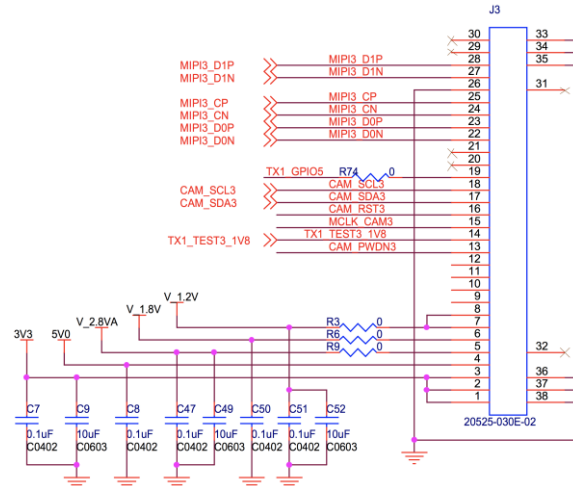 J3
30 33
29 34
MIPI3_D1P MIPI3_D1P 28 35
MIPI3_D1N MIPI3_D1N 27
26 31
MIPI3_CP MIPI3_CP 25
MIPI3_CN MIPI3_CN 24
MIPI3_D0P MIPI3_D0P 23
MIPI3_D0N MIPI3_D0N 22
21
20
TX1_GPIO5 R74 0 19
CAM_SCL3 CAM_SCL3 18
CAM_SDA3 CAM_SDA3 17
CAM_RST3 16
MCLK_CAM3 15
TX1_TEST3_1V8 TX1_TEST3_1V8 14
CAM_PWDN3 13
12
11
10
9
V_1.2V 8
V_1.8V R3 0 7
V_2.8VA R6 0 6
3V3 5V0 R9 0 5 32
4
3 36
2 37
1 38
C7 C9 C8 C47 C49 C50 C51 C52
20525-030E-02
0.1uF 10uF 0.1uF 0.1uF 10uF 0.1uF 0.1uF 10uF
C0402 C0603 C0402 C0402 C0603 C0402 C0402 C0603